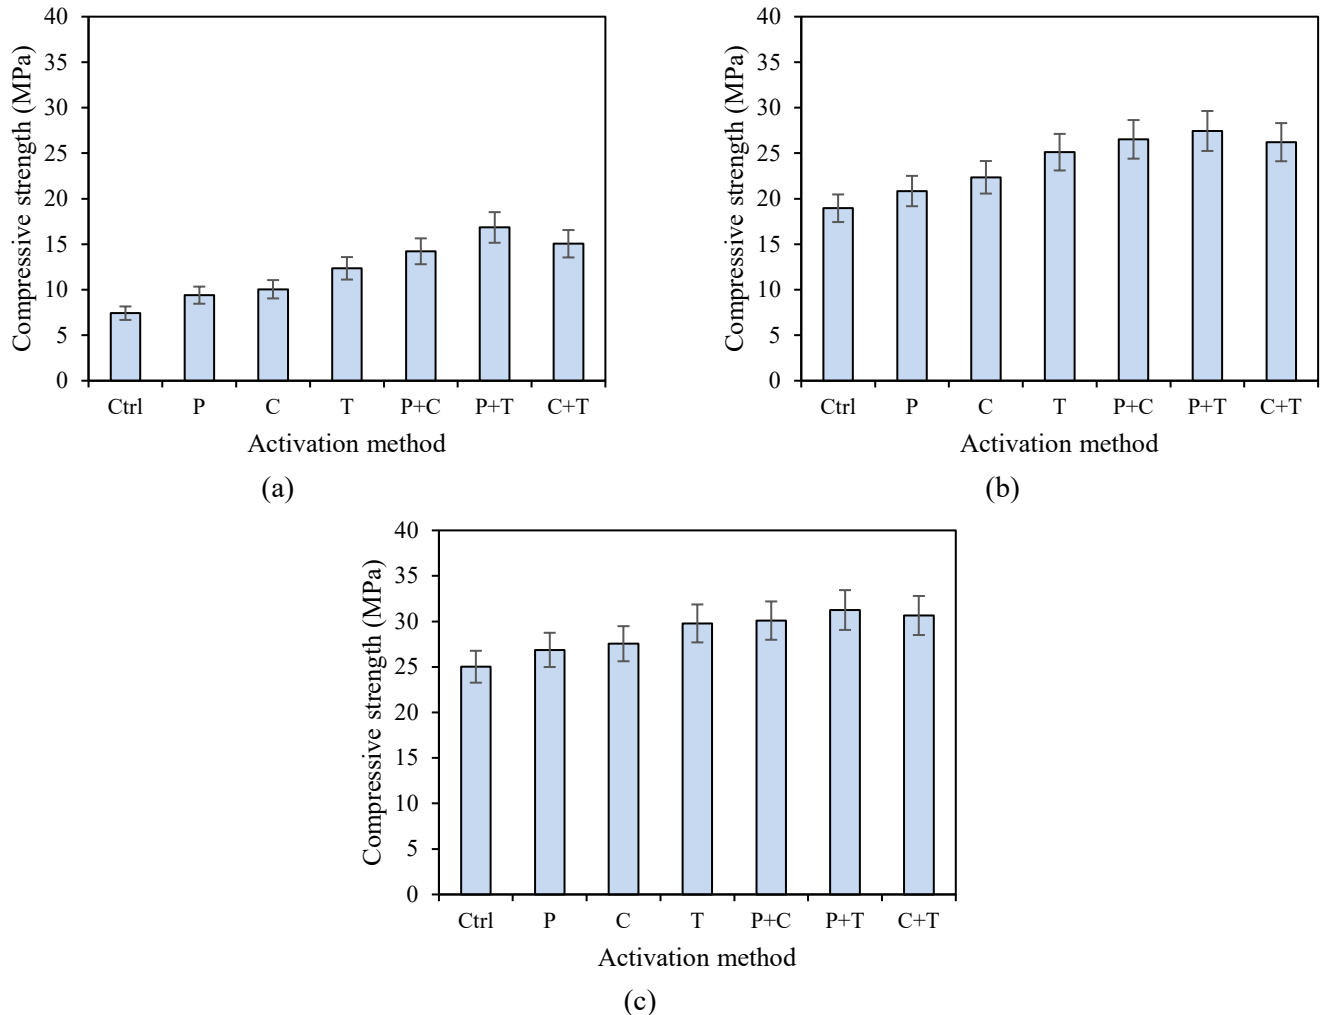 Compressive strength (MPa)
40
35
30
25
20
15
10
5
0
Ctrl P C T P+C P+T C+T
Activation method
(a)
Compressive strength (MPa)
40
35
30
25
20
15
10
5
0
Ctrl P C T P+C P+T C+T
Activation method
(b)
Compressive strength (MPa)
40
35
30
25
20
15
10
5
0
Ctrl P C T P+C P+T C+T
Activation method
(c)